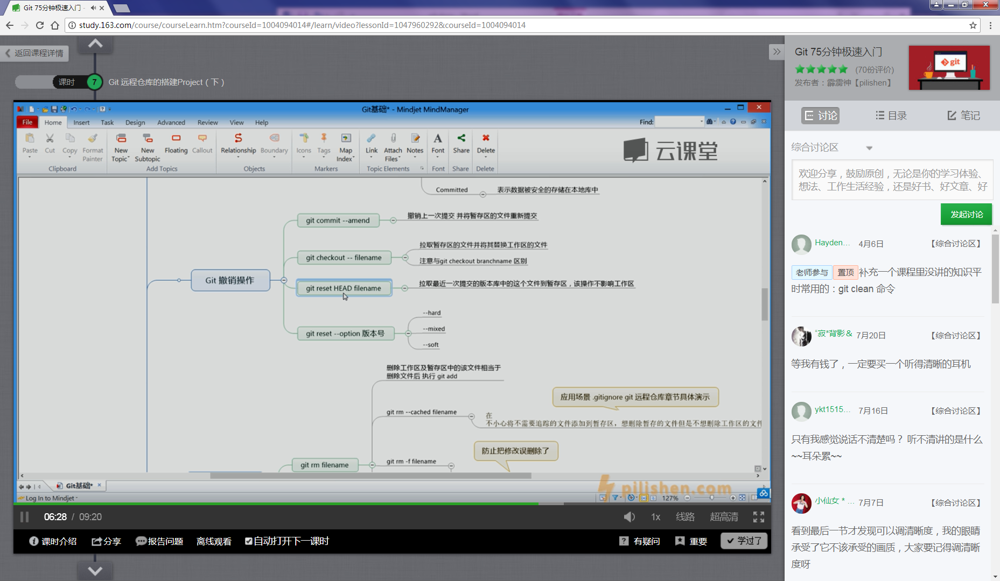 Git 75分钟极速入门 -
study.163.com/course/courseLearn.htm?courseId=1004094014#/learn/video?lessonId=1047960292&courseId=1004094014
返回课程详情
课时 7 Git 远程仓库的搭建Project ( 下 )
Git基础* - Mindjet MindManager
File Home Insert Task Design Advanced Review View Help Find:
Paste Cut Copy Format Painter New Topic New Subtopic Floating Callout Relationship Boundary Icons Tags Map Index Link Attach Files Notes Font Share Delete
Clipboard Add Topics Objects Markers Topic Elements Font Share Delete
云课堂
Committed 表示数据被安全的存储在本地库中
git commit --amend 撤销上一次提交 并将暂存区的文件重新提交
拉取暂存区的文件并将其替换工作区的文件
git checkout -- filename
注意与git checkout branchname 区别
Git 撤销操作
git reset HEAD filename 拉取最近一次提交的版本库中的这个文件到暂存区，该操作不影响工作区
--hard
git reset --option 版本号 --mixed
--soft
删除工作区及暂存区中的该文件相当于
删除文件后 执行 git add
应用场景 .gitignore git 远程仓库章节具体演示
git rm --cached filename
在
不小心将不需要追踪的文件添加到暂存区，想删除暂存的文件但是不想删除工作区的文件
防止把修改误删除了
git rm filename git rm -f filename
Git基础*
pilishen.com
Log In to Mindjet 127%
06:28 / 09:20 1x 线路 超高清
课时介绍 分享 报告问题 离线观看 自动打开下一课时 有疑问 重要 学过了
Git 75分钟极速入门
(70份评价)
发布者：霹雳神【pilishen】
git
讨论 目录 笔记
综合讨论区
欢迎分享，鼓励原创，无论是你的学习体验、
想法、工作生活经验，还是好书、好文章、好
发起讨论
Hayden... 4月6日 【综合讨论区】
老师参与 置顶 补充一个课程里没讲的知识平
时常用的：git clean 命令
“寂*背影& 7月20日 【综合讨论区】
等我有钱了，一定要买一个听得清晰的耳机
ykt1515... 7月16日 【综合讨论区】
只有我感觉说话不清楚吗？ 听不清讲的是什么
~~耳朵累~~
小仙女 * ... 7月7日 【综合讨论区】
看到最后一节才发现可以调清晰度，我的眼睛
承受了它不该承受的画质，大家要记得调清晰
度呀